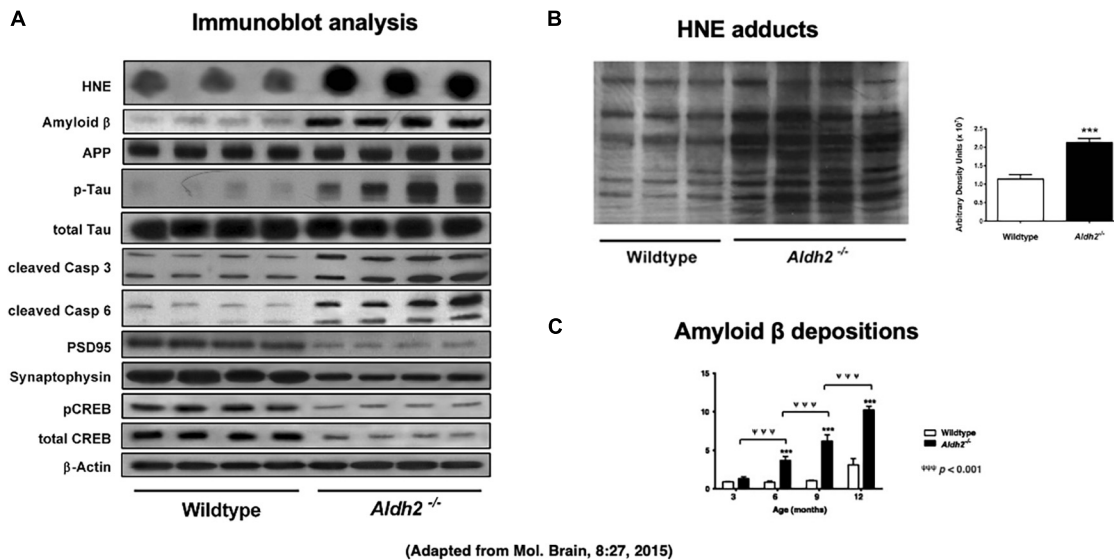 A
Immunoblot analysis
HNE
Amyloid β
APP
p-Tau
total Tau
cleaved Casp 3
cleaved Casp 6
PSD95
Synaptophysin
pCREB
total CREB
β-Actin
Wildtype
Aldh2 -/-
B
HNE adducts
Wildtype
Aldh2 -/-
Arbitrary Density Units (x 10⁷)
2.5
2.0
1.5
1.0
0.5
0
***
Wildtype
Aldh2-/-
C
Amyloid β depositions
15
10
5
0
ψ ψ ψ
***
ψ ψ ψ
***
ψ ψ ψ
***
3 6 9 12
Age (months)
Wildtype
Aldh2-/-
ψψψ p < 0.001
(Adapted from Mol. Brain, 8:27, 2015)